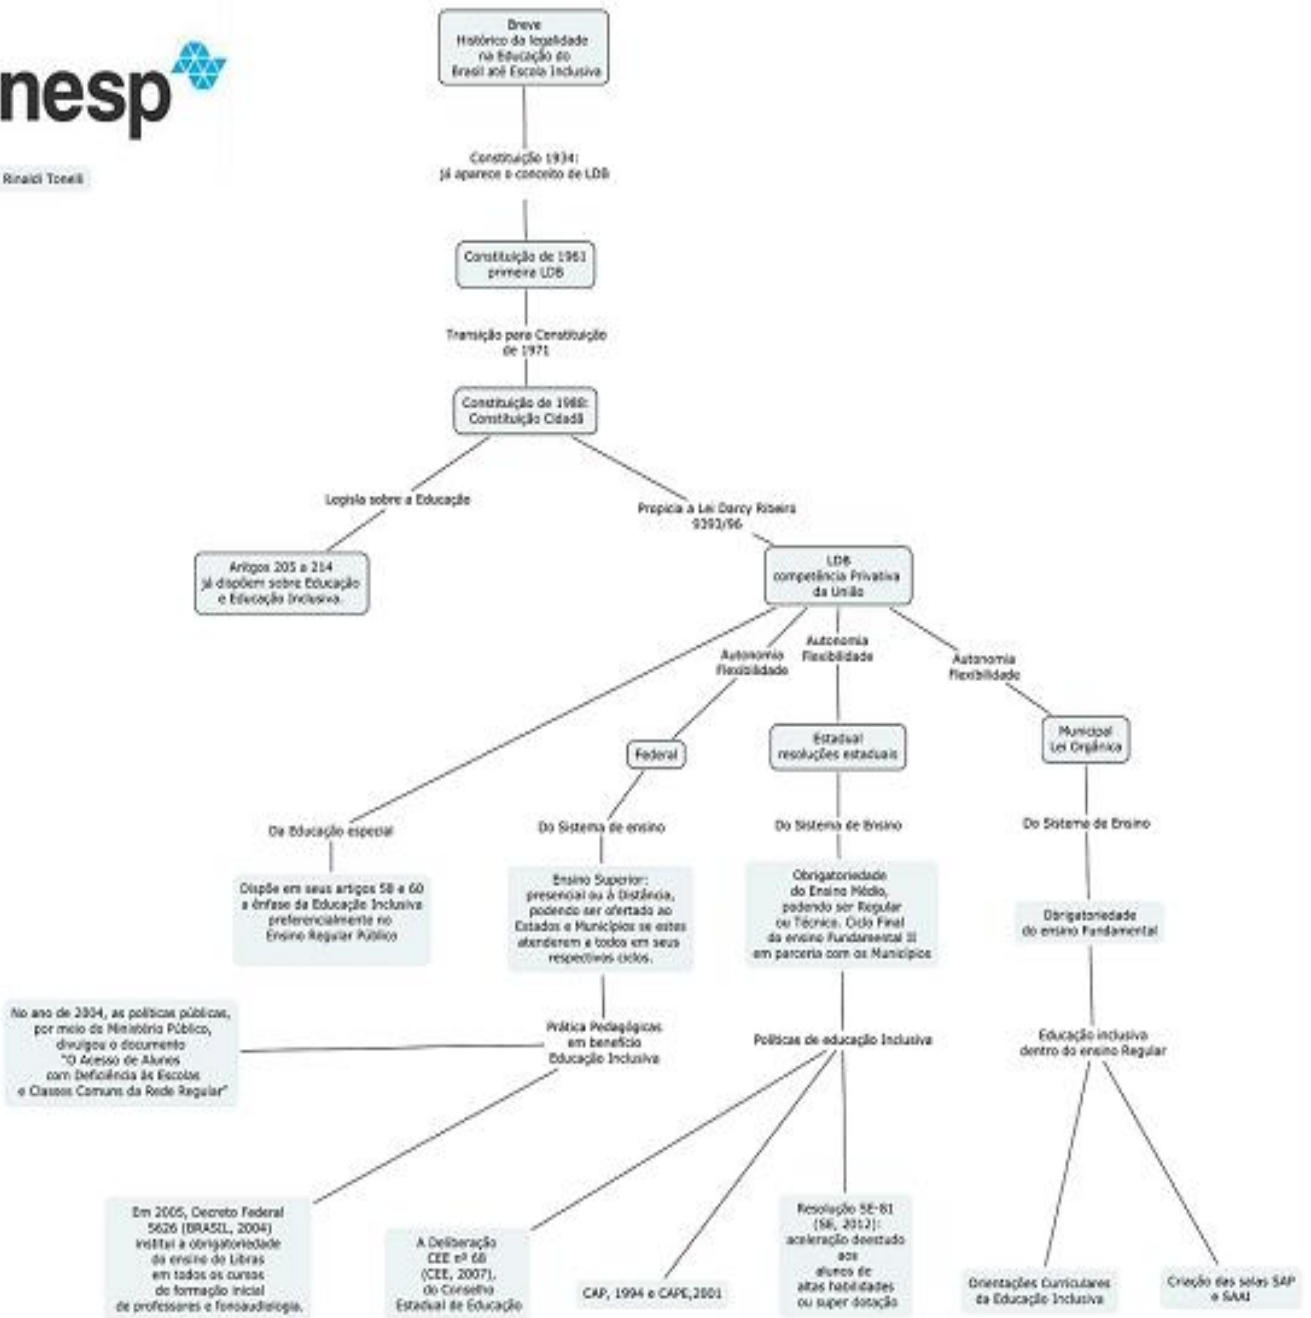 nesp
Rinaldi Tonelli
Breve
Histórico da legalidade
na Educação do
Brasil até Escola Inclusiva
Constituição 1934:
já aparece o conceito de LDB
Constituição de 1961
primeira LDB
Transição para Constituição
de 1971
Constituição de 1988:
Constituição Cidadã
Legisla sobre a Educação
Propicia a Lei Darcy Ribeiro
9393/96
Aritgos 205 a 214
já dispõem sobre Educação
e Educação Inclusiva.
LDB
competência Privativa
da União
Autonomia
Flexibilidade
Autonomia
Flexibilidade
Autonomia
Flexibilidade
Federal
Estadual
resoluções estaduais
Municipal
Lei Orgânica
Da Educação especial
Do Sistema de ensino
Do Sistema de Ensino
Do Sistema de Ensino
Dispõe em seus artigos 58 e 60
a ênfase da Educação Inclusiva
preferencialmente no
Ensino Regular Público
Ensino Superior:
presencial ou à Distância,
podendo ser ofertado ao
Estados e Municípios se estes
atenderem a todos em seus
respectivos ciclos.
Obrigatoriedade
do Ensino Médio,
podendo ser Regular
ou Técnico. Ciclo Final
do ensino Fundamental II
em parceria com os Municípios
Obrigatoriedade
do ensino Fundamental
No ano de 2004, as políticas públicas,
por meio do Ministério Público,
divulgou o documento
"O Acesso de Alunos
com Deficiência às Escolas
e Classes Comuns da Rede Regular"
Prática Pedagógicas
em benefício
Educação Inclusiva
Políticas de educação Inclusiva
Educação inclusiva
dentro do ensino Regular
Em 2005, Decreto Federal
5626 (BRASIL, 2004)
institui a obrigatoriedade
do ensino de Libras
em todos os cursos
de formação inicial
de professores e fonoaudiologia.
A Deliberação
CEE nº 68
(CEE, 2007),
do Conselho
Estadual de Educação
CAP, 1994 e CAPE,2001
Resolução SE-81
(SE, 2012):
aceleração deestudo
aos
alunos de
altas habilidades
ou super dotação
Orientações Curriculares
da Educação Inclusiva
Criação das salas SAP
e SAAI